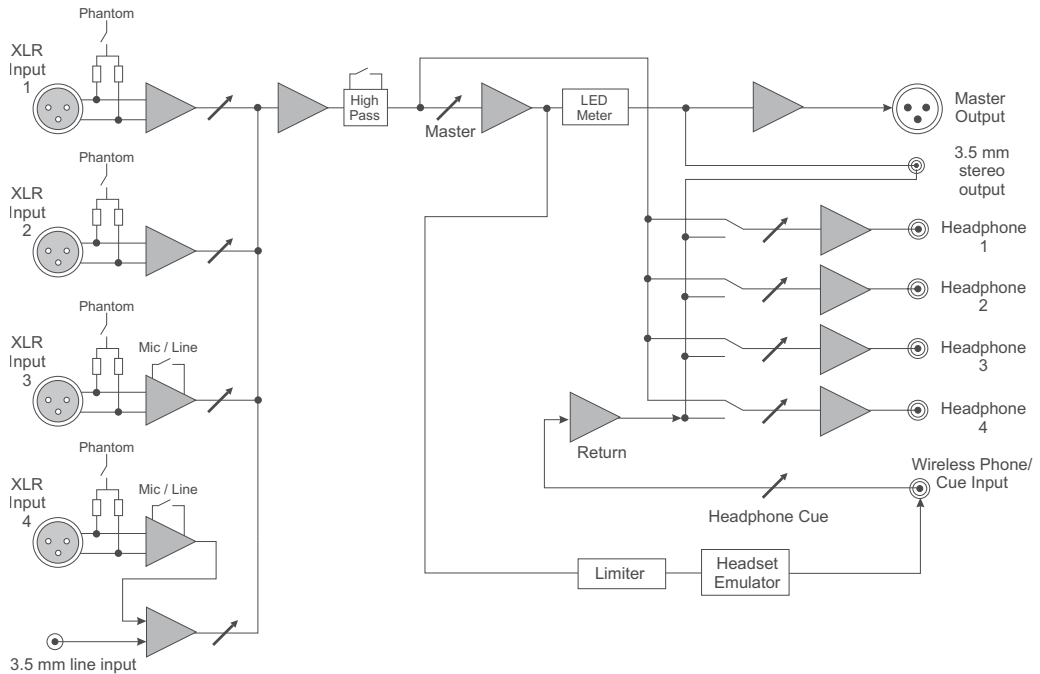 Phantom
XLR
Input
1
High
Pass
Master
LED
Meter
Master
Output
3.5 mm
stereo
output
Phantom
XLR
Input
2
Headphone
1
Headphone
2
Phantom
XLR
Input
3
Mic / Line
Headphone
3
Headphone
4
Return
Phantom
XLR
Input
4
Mic / Line
Wireless Phone/
Cue Input
Headphone Cue
Limiter
Headset
Emulator
3.5 mm line input